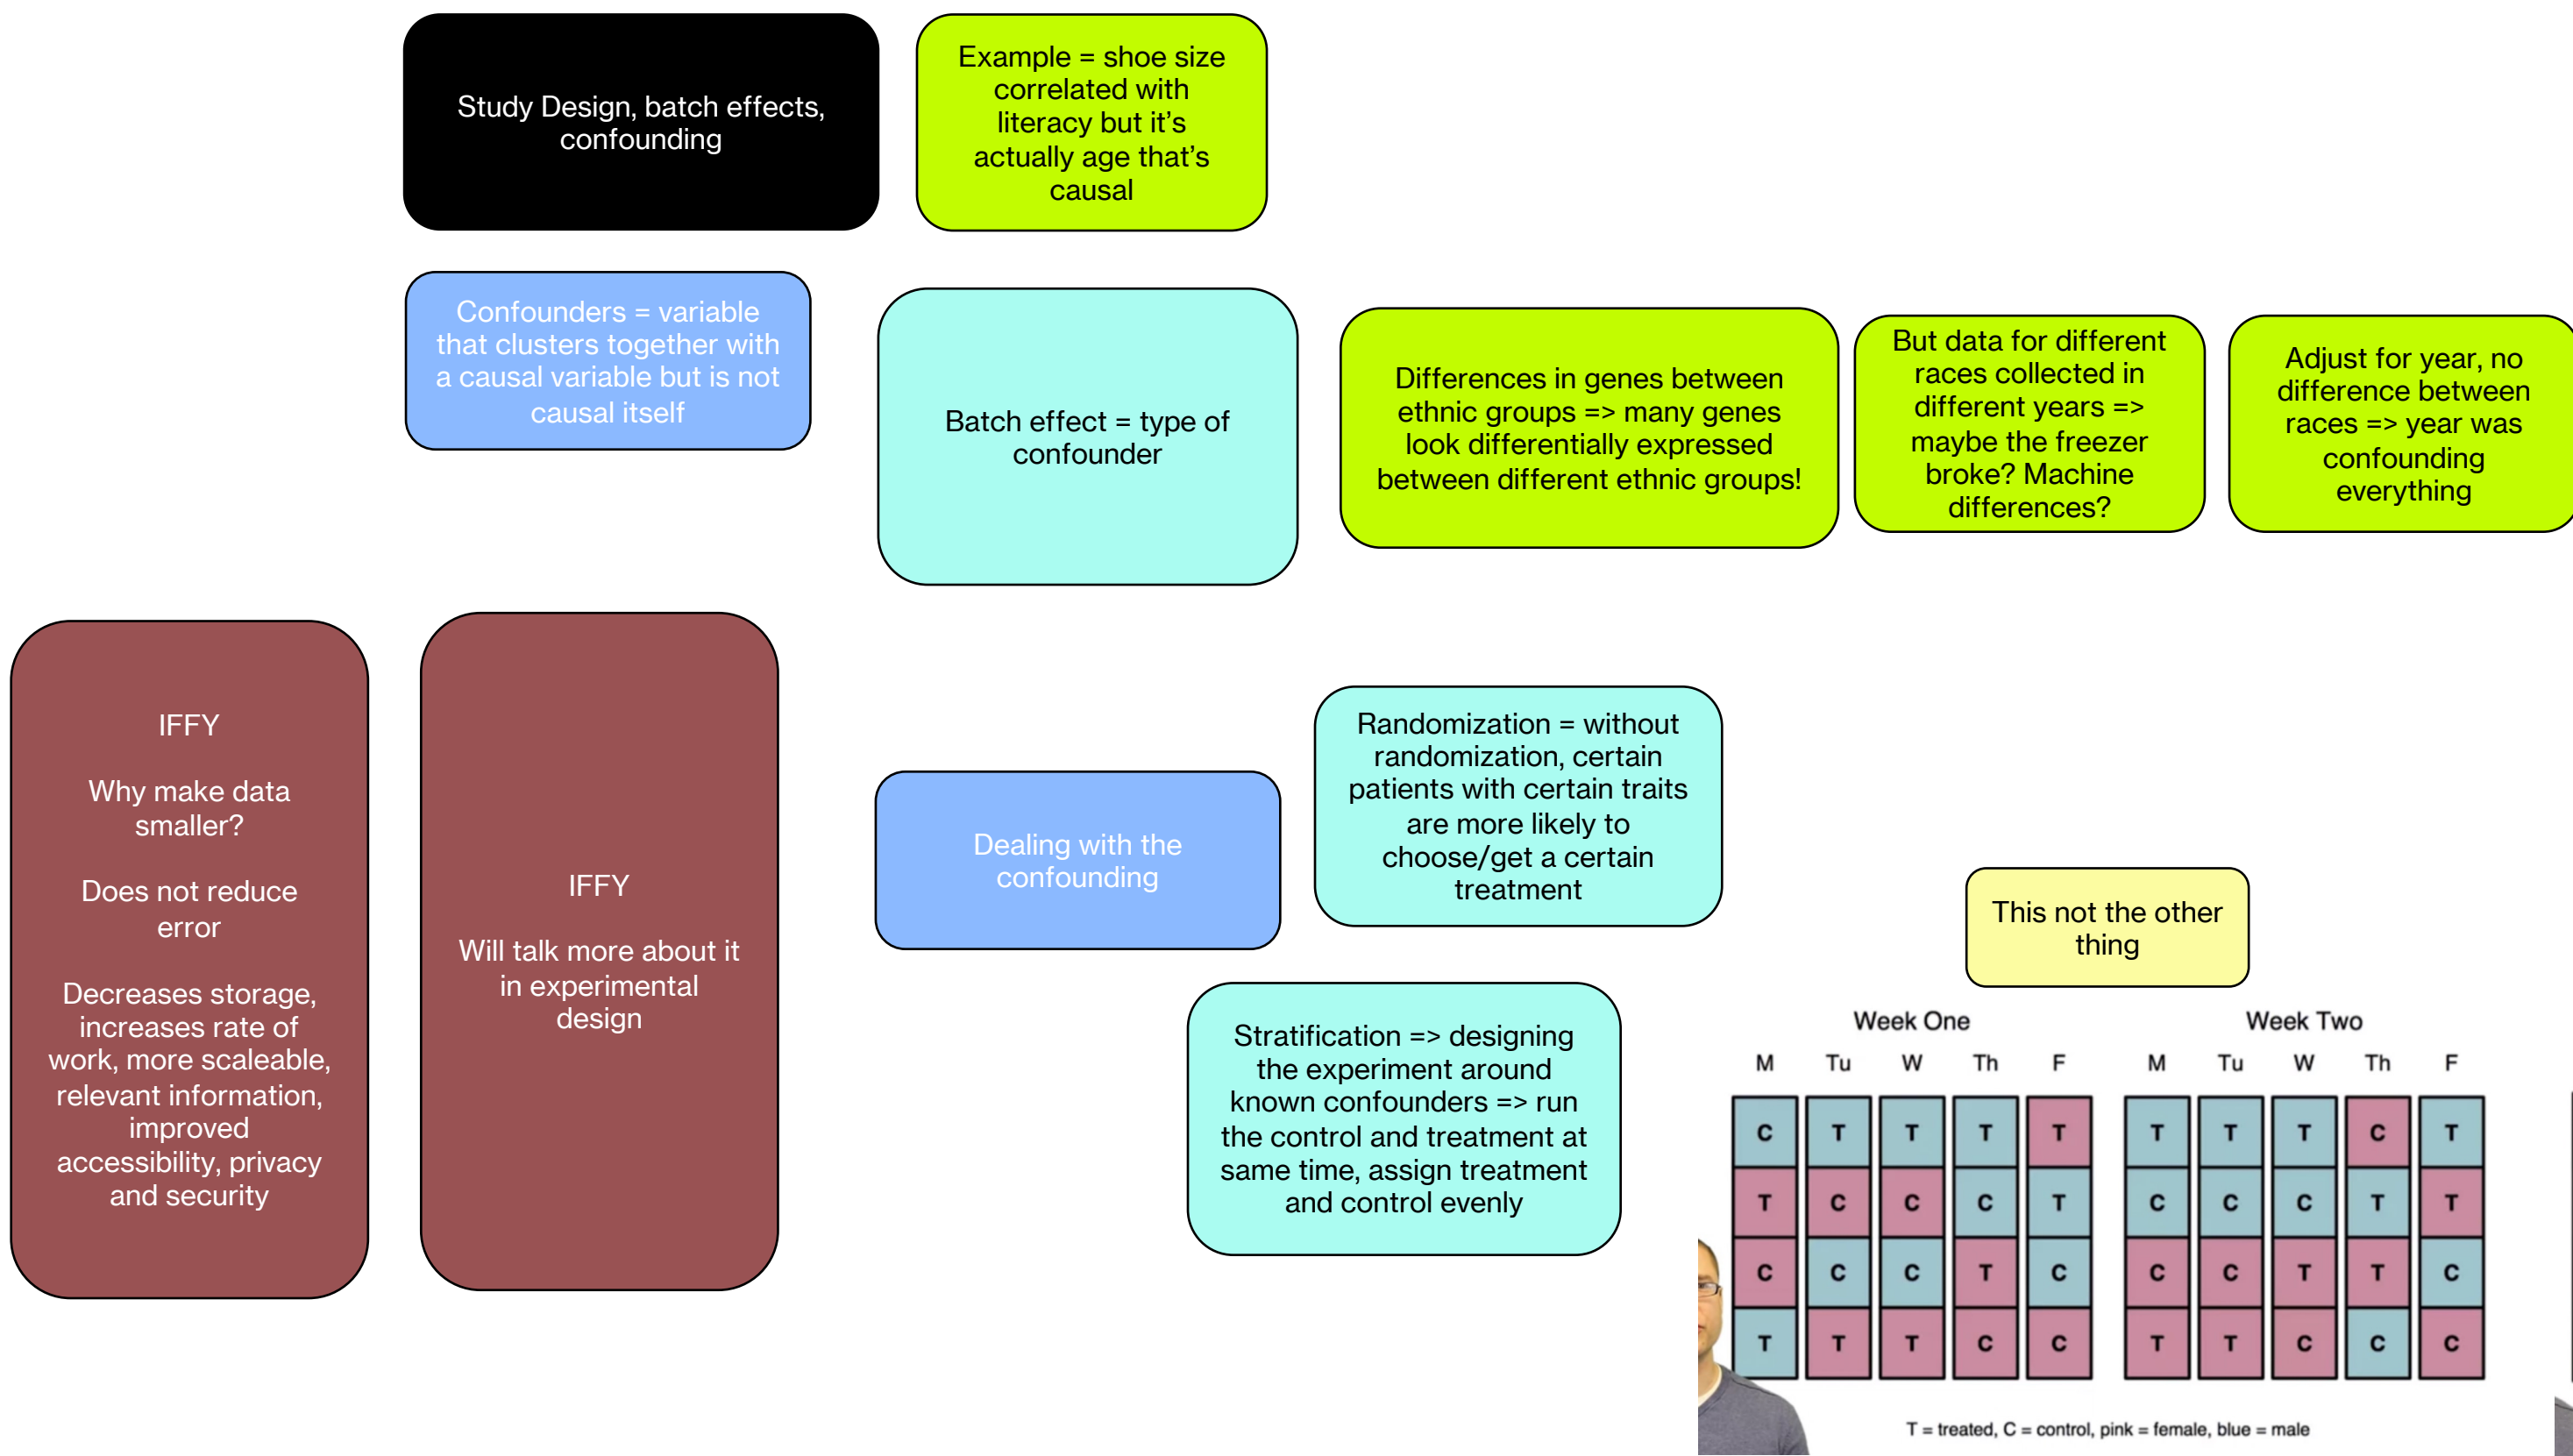 Study Design, batch effects,
confounding
Example = shoe size
correlated with
literacy but it's
actually age that's
causal
Confounders = variable
that clusters together with
a causal variable but is not
causal itself
Batch effect = type of
confounder
Differences in genes between
ethnic groups => many genes
look differentially expressed
between different ethnic groups!
But data for different
races collected in
different years =>
maybe the freezer
broke? Machine
differences?
Adjust for year, no
difference between
races => year was
confounding
everything
IFFY
Why make data
smaller?
Does not reduce
error
Decreases storage,
increases rate of
work, more scaleable,
relevant information,
improved
accessibility, privacy
and security
IFFY
Will talk more about it
in experimental
design
Dealing with the
confounding
Randomization = without
randomization, certain
patients with certain traits
are more likely to
choose/get a certain
treatment
Stratification => designing
the experiment around
known confounders => run
the control and treatment at
same time, assign treatment
and control evenly
This not the other
thing
Week One Week Two
M Tu W Th F M Tu W Th F
C T T T T T T T C T
T C C C T C C C T T
C C C T C C C T T C
T T T C C T T C C C
T = treated, C = control, pink = female, blue = male